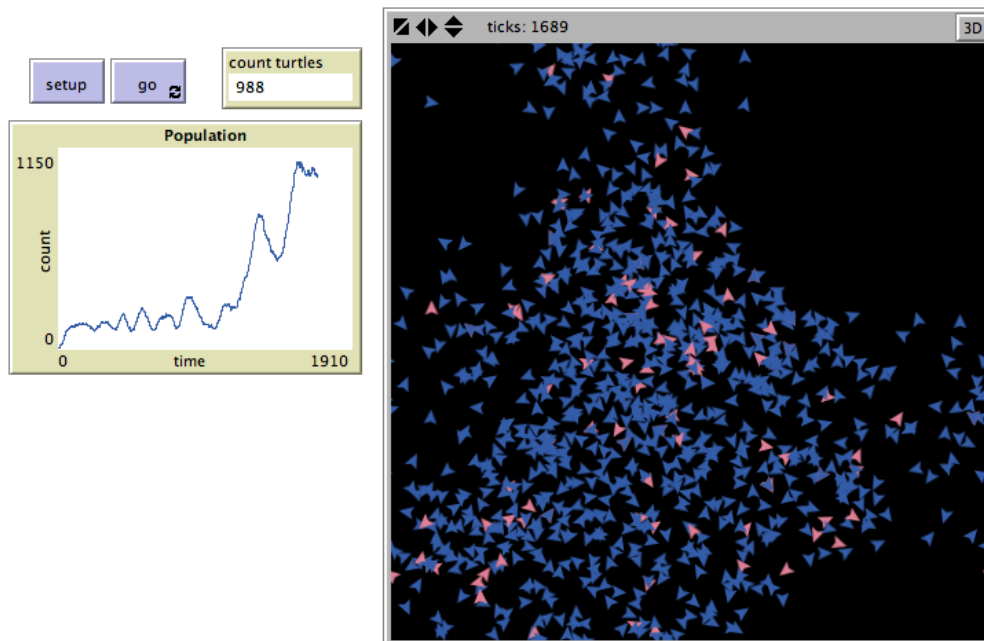 ticks: 1689
3D
setup
go
count turtles
988
Population
1150
count
0
0
time
1910